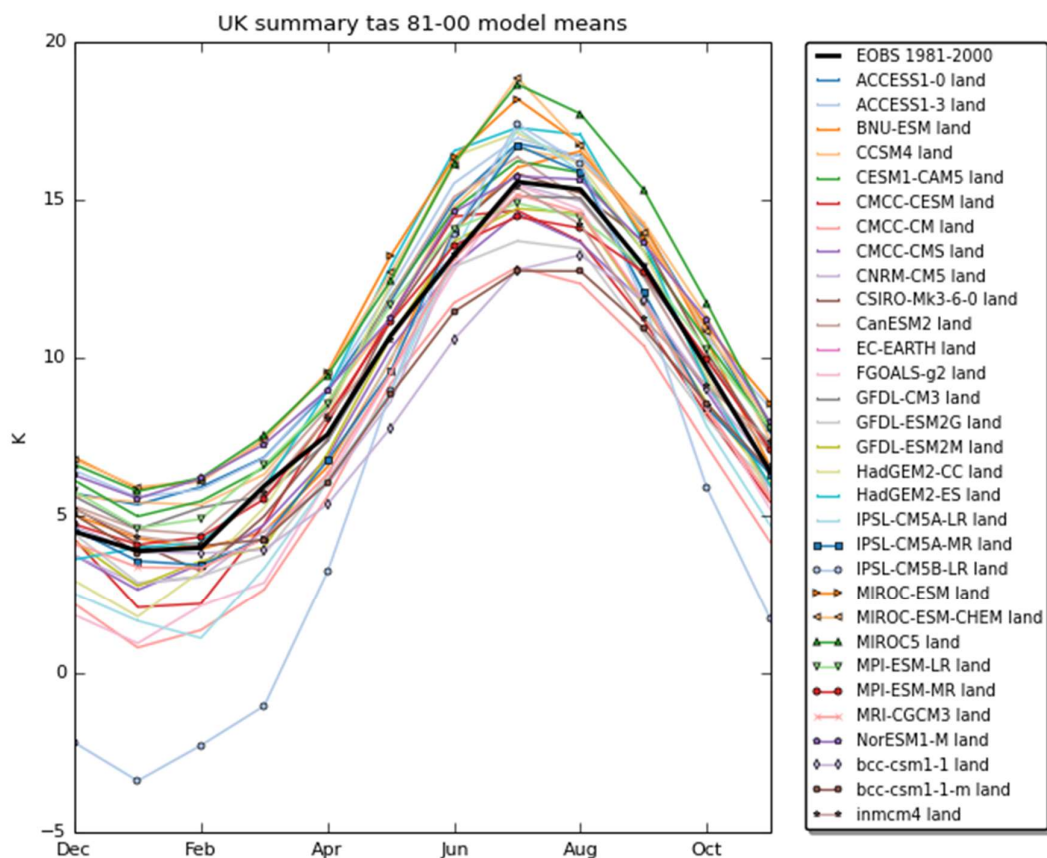 UK summary tas 81-00 model means
20
15
10
5
0
−5
K
Dec Feb Apr Jun Aug Oct
EOBS 1981-2000
ACCESS1-0 land
ACCESS1-3 land
BNU-ESM land
CCSM4 land
CESM1-CAM5 land
CMCC-CESM land
CMCC-CM land
CMCC-CMS land
CNRM-CM5 land
CSIRO-Mk3-6-0 land
CanESM2 land
EC-EARTH land
FGOALS-g2 land
GFDL-CM3 land
GFDL-ESM2G land
GFDL-ESM2M land
HadGEM2-CC land
HadGEM2-ES land
IPSL-CM5A-LR land
IPSL-CM5A-MR land
IPSL-CM5B-LR land
MIROC-ESM land
MIROC-ESM-CHEM land
MIROC5 land
MPI-ESM-LR land
MPI-ESM-MR land
MRI-CGCM3 land
NorESM1-M land
bcc-csm1-1 land
bcc-csm1-1-m land
inmcm4 land